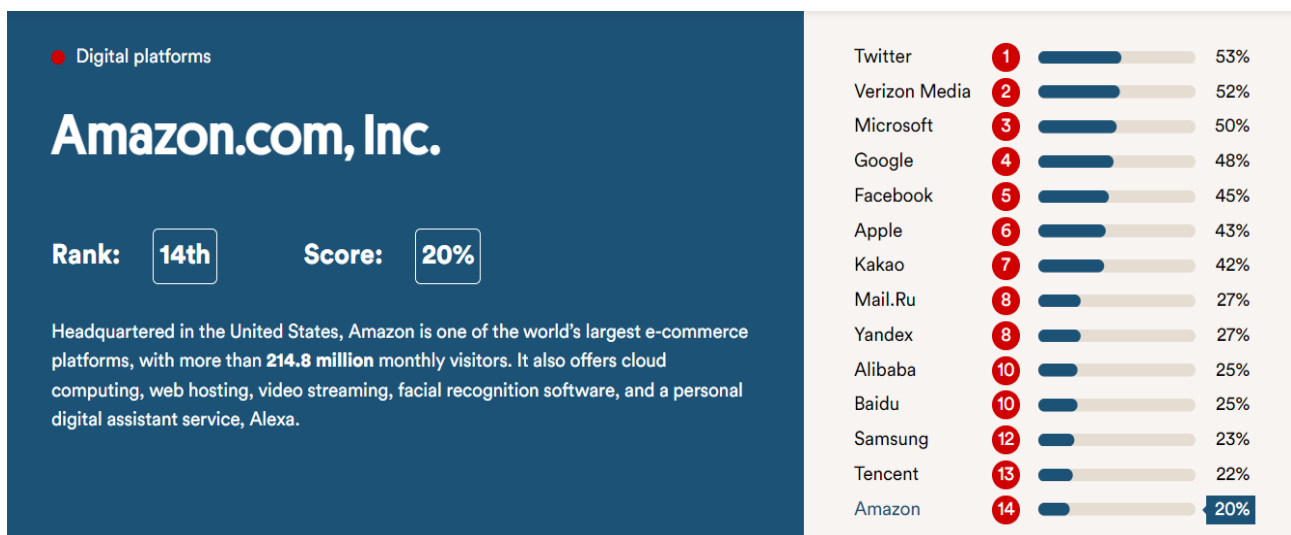 Digital platforms
Amazon.com, Inc.
Rank: 14th Score: 20%
Headquartered in the United States, Amazon is one of the world's largest e-commerce
platforms, with more than 214.8 million monthly visitors. It also offers cloud
computing, web hosting, video streaming, facial recognition software, and a personal
digital assistant service, Alexa.
Twitter 1 53%
Verizon Media 2 52%
Microsoft 3 50%
Google 4 48%
Facebook 5 45%
Apple 6 43%
Kakao 7 42%
Mail.Ru 8 27%
Yandex 8 27%
Alibaba 10 25%
Baidu 10 25%
Samsung 12 23%
Tencent 13 22%
Amazon 14 20%